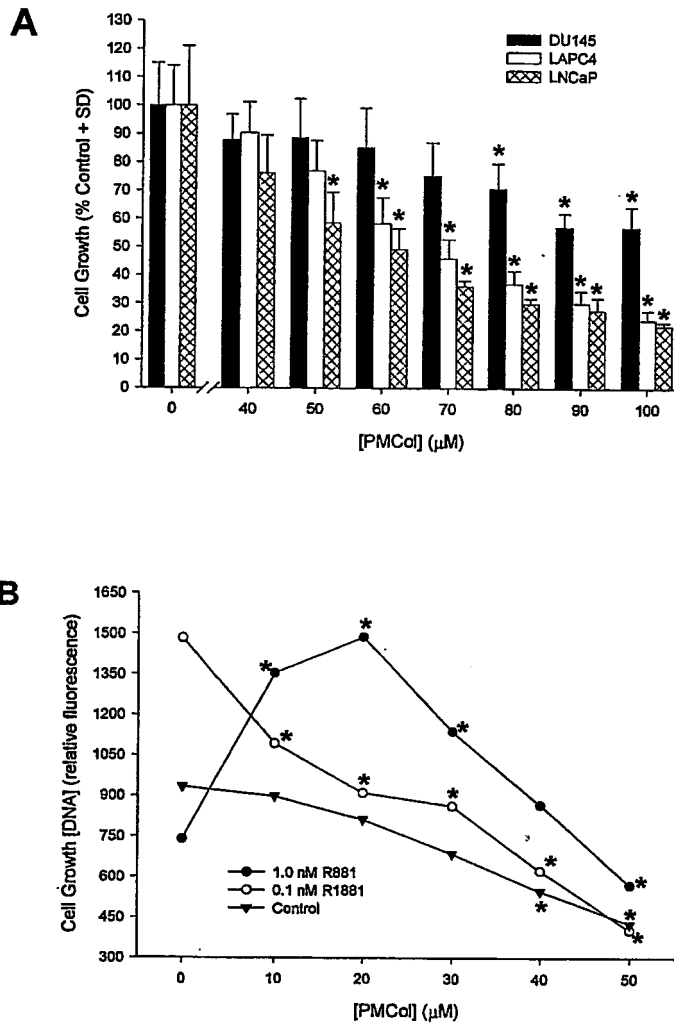 A
DU145
LAPC4
LNCaP
Cell Growth (% Control + SD)
130
120
110
100
90
80
70
60
50
40
30
20
10
0
* * * * * * * * * * * * * *
0 40 50 60 70 80 90 100
[PMCol] (µM)
B
Cell Growth [DNA] (relative fluorescence)
1650
1500
1350
1200
1050
900
750
600
450
300
* * * * * * * * * * * *
1.0 nM R881
0.1 nM R1881
Control
0 10 20 30 40 50
[PMCol] (µM)